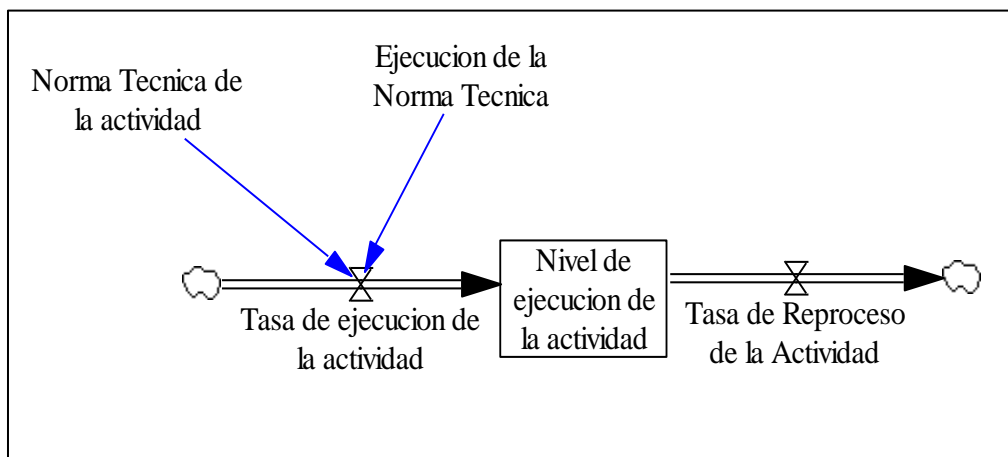 Norma Tecnica de
la actividad
Ejecucion de la
Norma Tecnica
Tasa de ejecucion de
la actividad
Nivel de
ejecucion de
la actividad
Tasa de Reproceso
de la Actividad